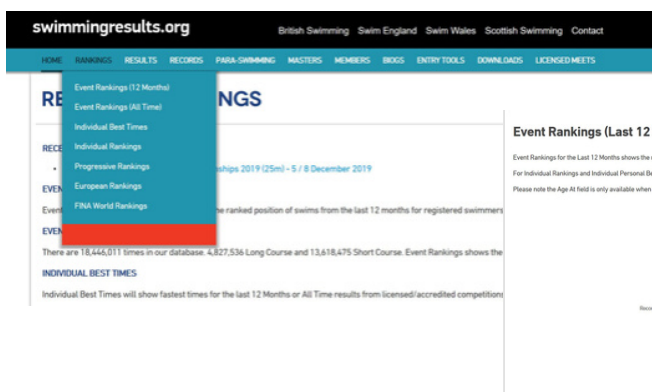 swimmingresults.org
British Swimming Swim England Swim Wales Scottish Swimming Contact
HOME RANKINGS RESULTS RECORDS PARA-SWIMMING MASTERS MEMBERS BIOGS ENTRY TOOLS DOWNLOADS LICENSED MEETS
RE
NGS
Event Rankings (12 Months)
Event Rankings (All Time)
Individual Best Times
Individual Rankings
Progressive Rankings
European Rankings
FINA World Rankings
RECE
ships 2019 (25m) - 5 / 8 December 2019
EVEN
Event
he ranked position of swims from the last 12 months for registered swimmers
EVEN
There are 18,446,011 times in our database. 4,827,536 Long Course and 13,618,475 Short Course. Event Rankings shows the
INDIVIDUAL BEST TIMES
Individual Best Times will show fastest times for the last 12 Months or All Time results from licensed/accredited competitions
Event Rankings (Last 12
Event Rankings for the Last 12 Months shows the
For Individual Rankings and Individual Personal Be
Please note the Age At field is only available when
Recor